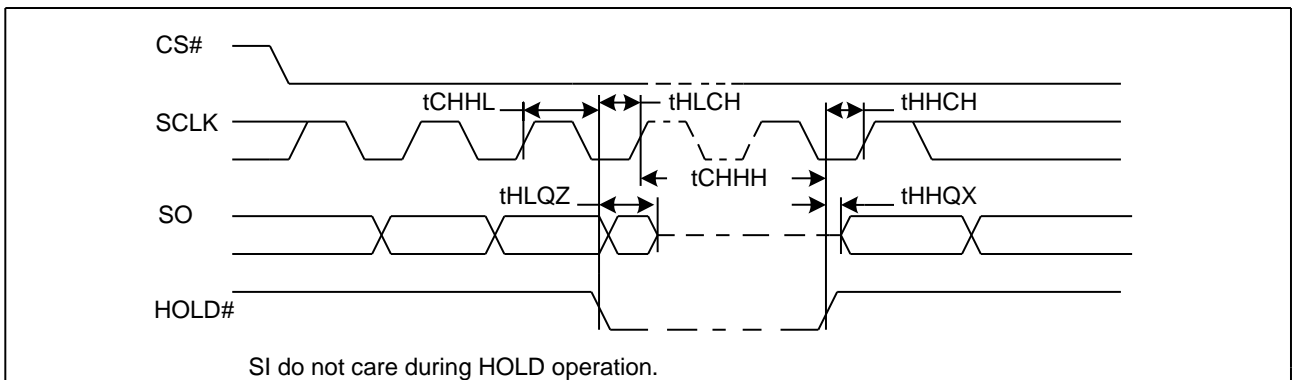 CS#
tCHHL
tHLCH
tHHCH
SCLK
tCHHH
tHLQZ
tHHQX
SO
HOLD#
SI do not care during HOLD operation.